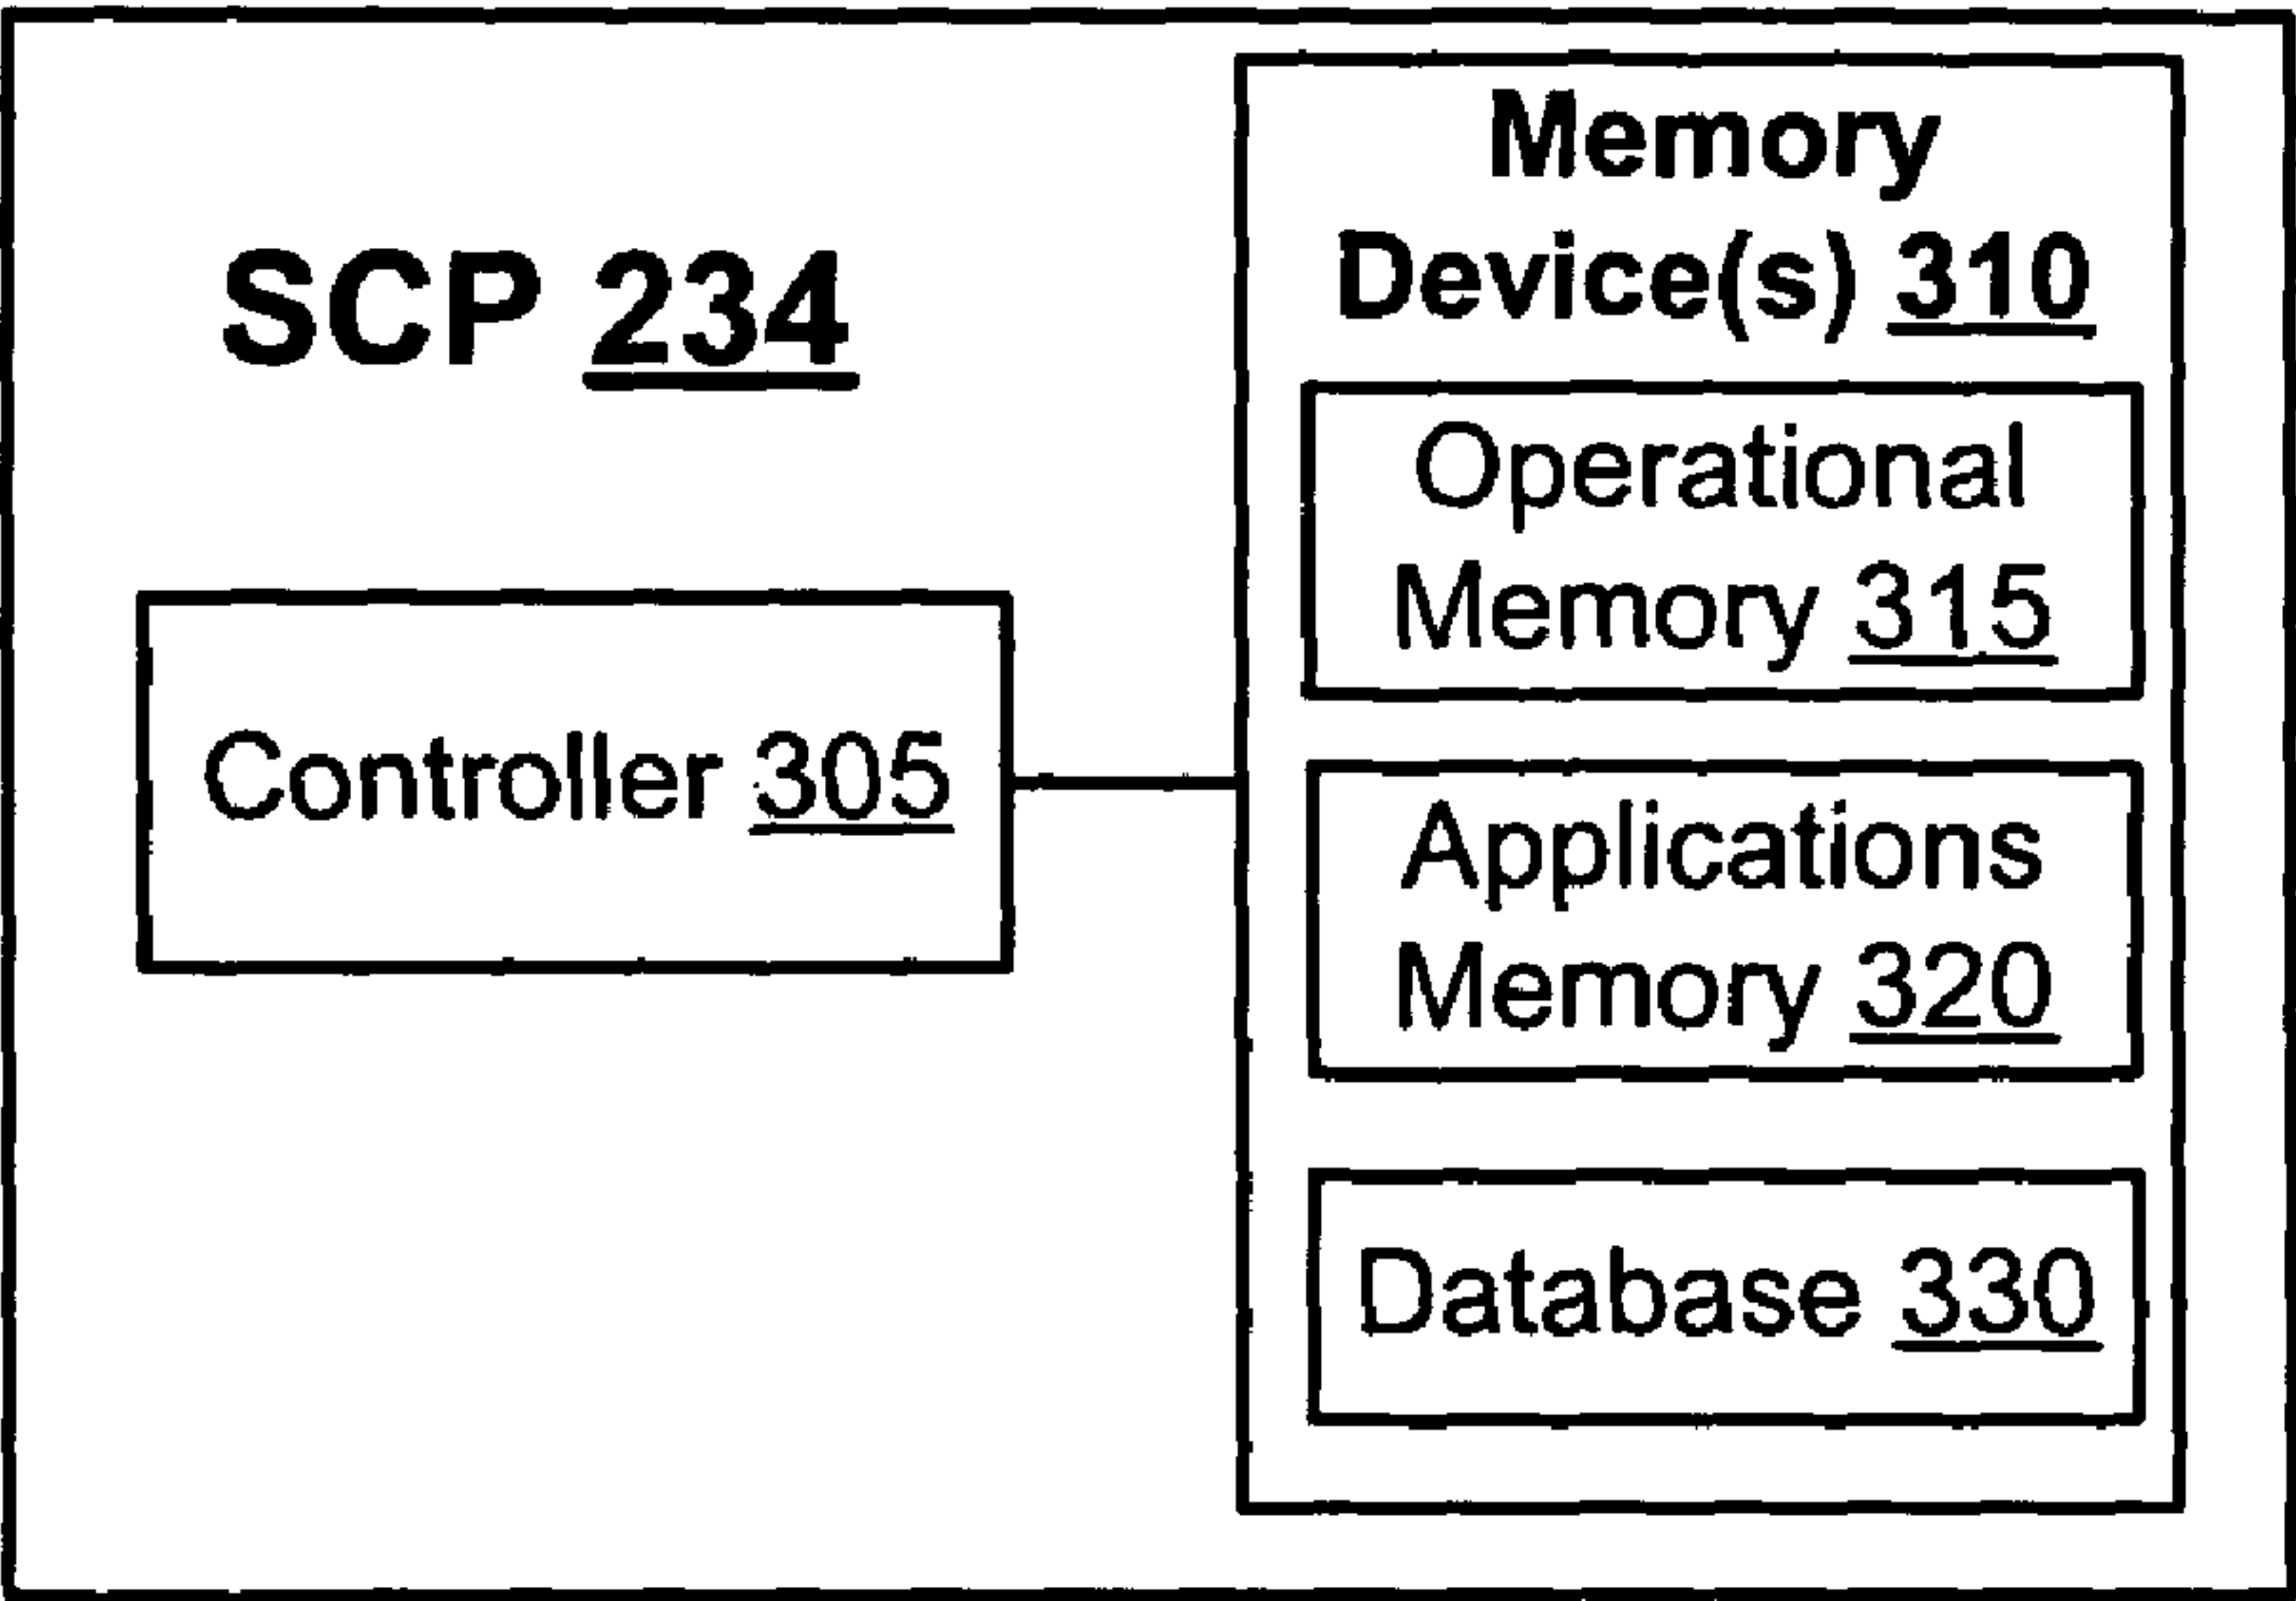 SCP 234
Controller 305
Memory
Device(s) 310
Operational
Memory 315
Applications
Memory 320
Database 330